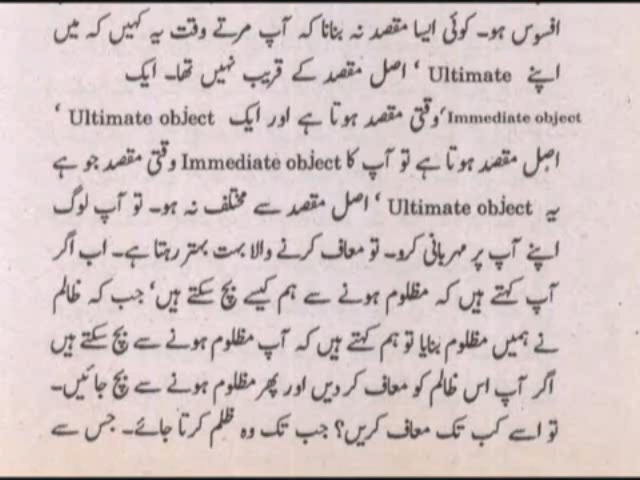 افسوس ہو۔ کوئی ایسا مقصد نہ بنانا کہ آپ مرتے وقت یہ کہیں کہ میں
اپنے Ultimate ‘ اصل مقصد کے قریب نہیں تھا۔ ایک
Immediate object‘ وقتی مقصد ہوتا ہے اور ایک Ultimate object ‘
اصل مقصد ہوتا ہے تو آپ کا Immediate object وقتی مقصد جو ہے
یہ Ultimate object ‘ اصل مقصد سے مختلف نہ ہو۔ تو آپ لوگ
اپنے آپ پر مہربانی کرو۔ تو معاف کرنے والا بہت بہتر رہتا ہے۔ اب اگر
آپ کہتے ہیں کہ مظلوم ہونے سے ہم کیسے بچ سکتے ہیں‘ جب کہ ظالم
نے ہمیں مظلوم بنایا تو ہم کہتے ہیں کہ آپ مظلوم ہونے سے بچ سکتے ہیں
اگر آپ اس ظالم کو معاف کر دیں اور پھر مظلوم ہونے سے بچ جائیں۔
تو اسے کب تک معاف کریں؟ جب تک وہ ظلم کرتا جائے۔ جس سے